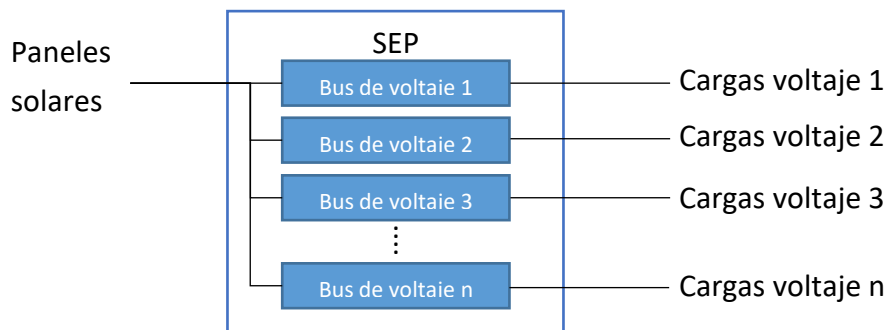 SEP
Paneles
solares
Bus de voltaie 1
Cargas voltaje 1
Bus de voltaie 2
Cargas voltaje 2
Bus de voltaie 3
Cargas voltaje 3
Bus de voltaie n
Cargas voltaje n